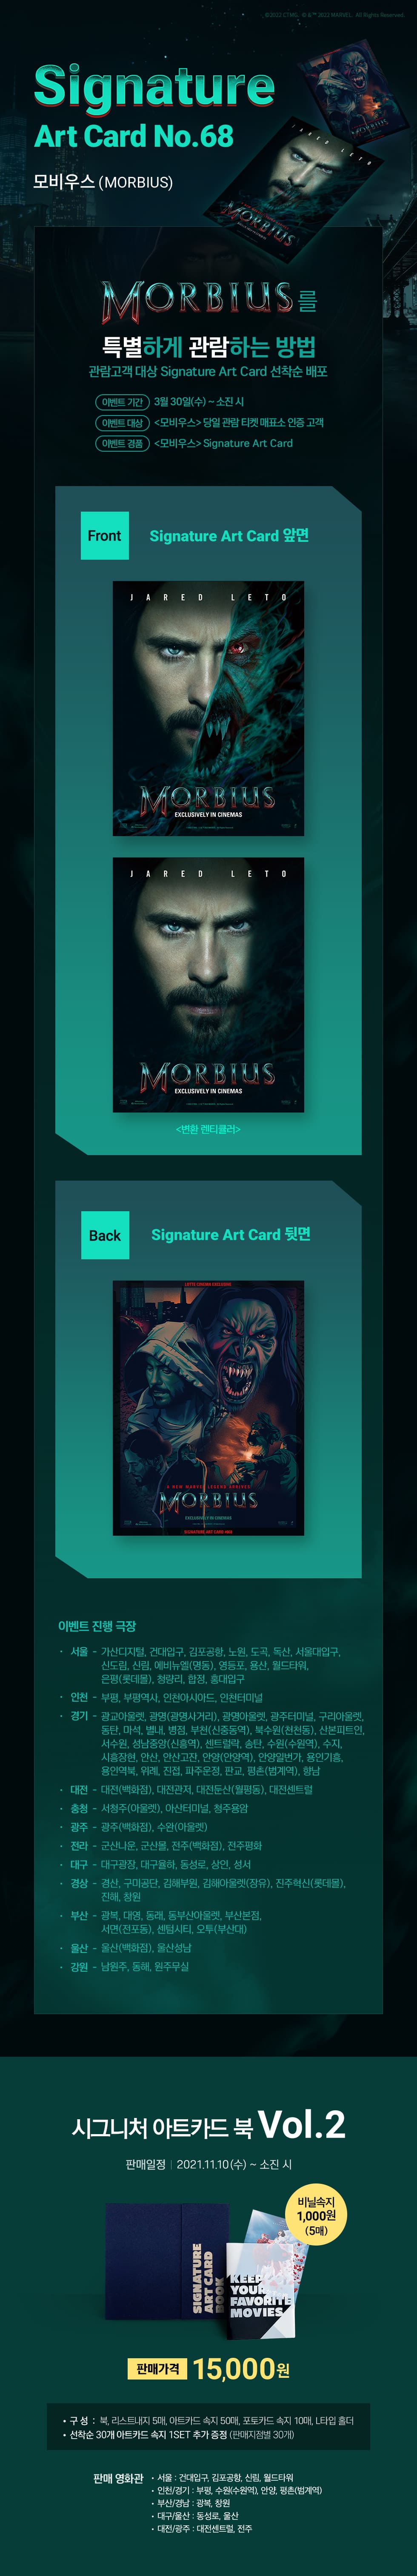 ©2022 CTMG. © & ™ 2022 MARVEL. All Rights Reserved.
Signature
Art Card No.68
모비우스 (MORBIUS)
JARED LETO
MORBIUS
MORBIUS를
특별하게 관람하는 방법
관람고객 대상 Signature Art Card 선착순 배포
이벤트 기간 3월 30일(수) ~ 소진 시
이벤트 대상 <모비우스> 당일 관람 티켓 매표소 인증 고객
이벤트 경품 <모비우스> Signature Art Card
Front Signature Art Card 앞면
JARED LETO
MORBIUS
EXCLUSIVELY IN CINEMAS
JARED LETO
MORBIUS
EXCLUSIVELY IN CINEMAS
<변환 렌티큘러>
Back Signature Art Card 뒷면
LOTTE CINEMA EXCLUSIVE
A NEW MARVEL LEGEND ARRIVES
MORBIUS
EXCLUSIVELY IN CINEMAS
SIGNATURE ART CARD #68
이벤트 진행 극장
· 서울 - 가산디지털, 건대입구, 김포공항, 노원, 도곡, 독산, 서울대입구,
신도림, 신림, 에비뉴엘(명동), 영등포, 용산, 월드타워,
은평(롯데몰), 청량리, 합정, 홍대입구
· 인천 - 부평, 부평역사, 인천아시아드, 인천터미널
· 경기 - 광교아울렛, 광명(광명사거리), 광명아울렛, 광주터미널, 구리아울렛,
동탄, 마석, 별내, 병점, 부천(신중동역), 북수원(천천동), 산본피트인,
서수원, 성남중앙(신흥역), 센트럴락, 송탄, 수원(수원역), 수지,
시흥장현, 안산, 안산고잔, 안양(안양역), 안양일번가, 용인기흥,
용인역북, 위례, 진접, 파주운정, 판교, 평촌(범계역), 향남
· 대전 - 대전(백화점), 대전관저, 대전둔산(월평동), 대전센트럴
· 충청 - 서청주(아울렛), 아산터미널, 청주용암
· 광주 - 광주(백화점), 수완(아울렛)
· 전라 - 군산나운, 군산몰, 전주(백화점), 전주평화
· 대구 - 대구광장, 대구율하, 동성로, 상인, 성서
· 경상 - 경산, 구미공단, 김해부원, 김해아울렛(장유), 진주혁신(롯데몰),
진해, 창원
· 부산 - 광복, 대영, 동래, 동부산아울렛, 부산본점,
서면(전포동), 센텀시티, 오투(부산대)
· 울산 - 울산(백화점), 울산성남
· 강원 - 남원주, 동해, 원주무실
시그니처 아트카드 북 Vol.2
판매일정 | 2021.11.10 (수) ~ 소진 시
비닐속지
1,000원
(5매)
SIGNATURE
ART CARD
BOOK
KEEP
YOUR
FAVORITE
MOVIES
판매가격 15,000원
• 구 성 : 북, 리스트내지 5매, 아트카드 속지 50매, 포토카드 속지 10매, L타입 홀더
• 선착순 30개 아트카드 속지 1SET 추가 증정 (판매지점별 30개)
판매 영화관 • 서울 : 건대입구, 김포공항, 신림, 월드타워
• 인천/경기 : 부평, 수원(수원역), 안양, 평촌(범계역)
• 부산/경남 : 광복, 창원
• 대구/울산 : 동성로, 울산
• 대전/광주 : 대전센트럴, 전주